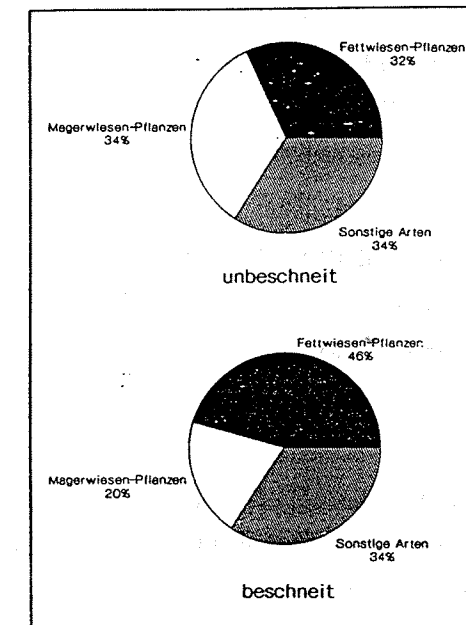 Fettwiesen-Pflanzen
32%
Magerwiesen-Pflanzen
34%
Sonstige Arten
34%
unbeschneit
Fettwiesen-Pflanzen
46%
Magerwiesen-Pflanzen
20%
Sonstige Arten
34%
beschneit